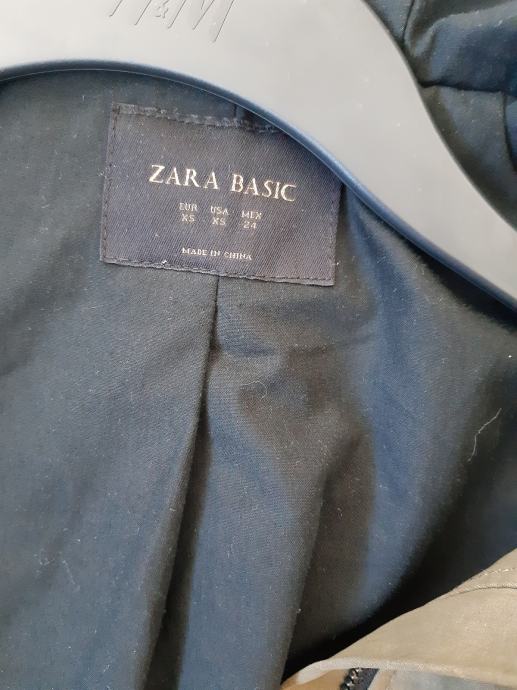 H&M
ZARA BASIC
EUR USA MEX
XS XS 24
MADE IN CHINA